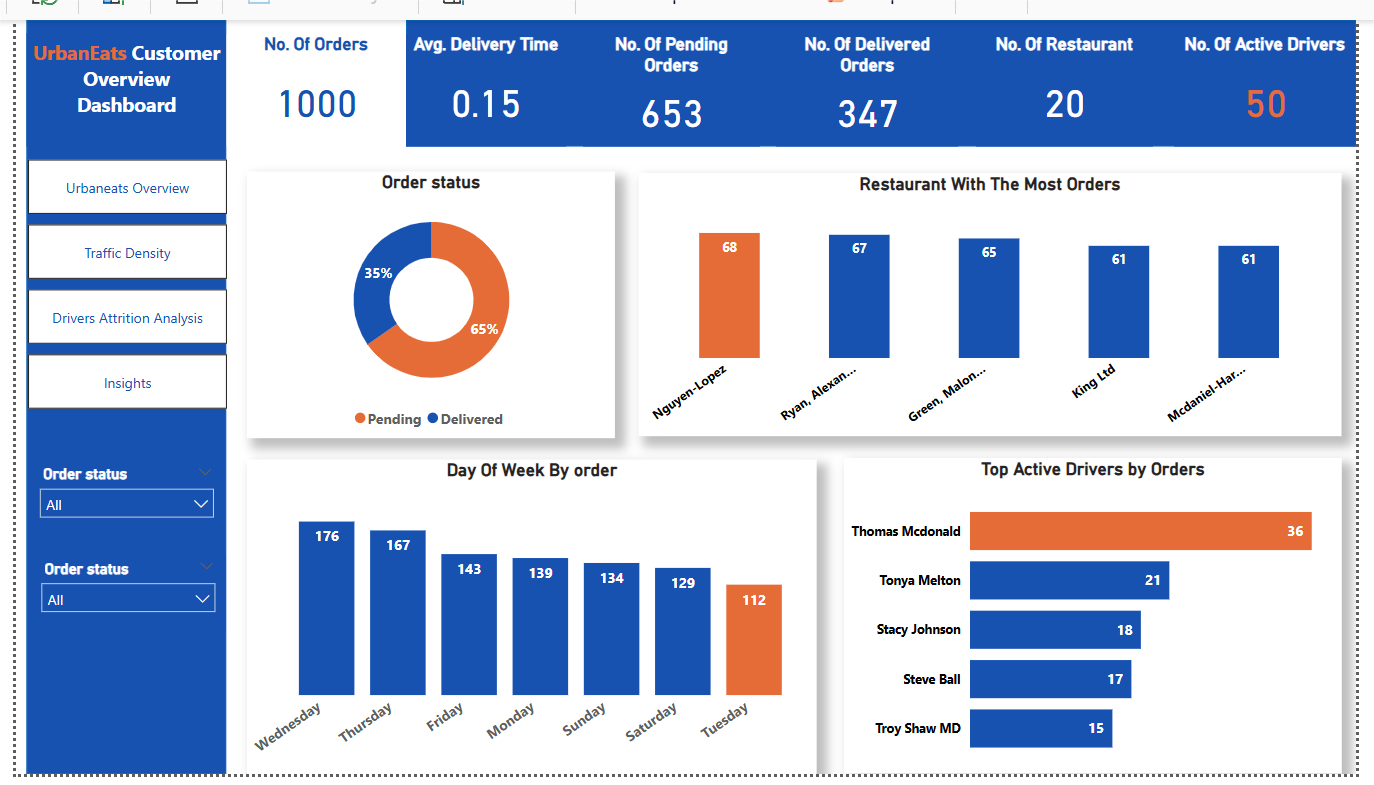 UrbanEats Customer
Overview
Dashboard
Urbaneats Overview
Traffic Density
Drivers Attrition Analysis
Insights
Order status
All
Order status
All
No. Of Orders
1000
Avg. Delivery Time
0.15
No. Of Pending
Orders
653
No. Of Delivered
Orders
347
No. Of Restaurant
20
No. Of Active Drivers
50
Order status
35%
65%
Pending Delivered
Restaurant With The Most Orders
68
67
65
61
61
Nguyen-Lopez
Ryan, Alexan...
Green, Malon...
King Ltd
Mcdaniel-Har...
Day Of Week By order
176
167
143
139
134
129
112
Wednesday
Thursday
Friday
Monday
Sunday
Saturday
Tuesday
Top Active Drivers by Orders
Thomas Mcdonald 36
Tonya Melton 21
Stacy Johnson 18
Steve Ball 17
Troy Shaw MD 15